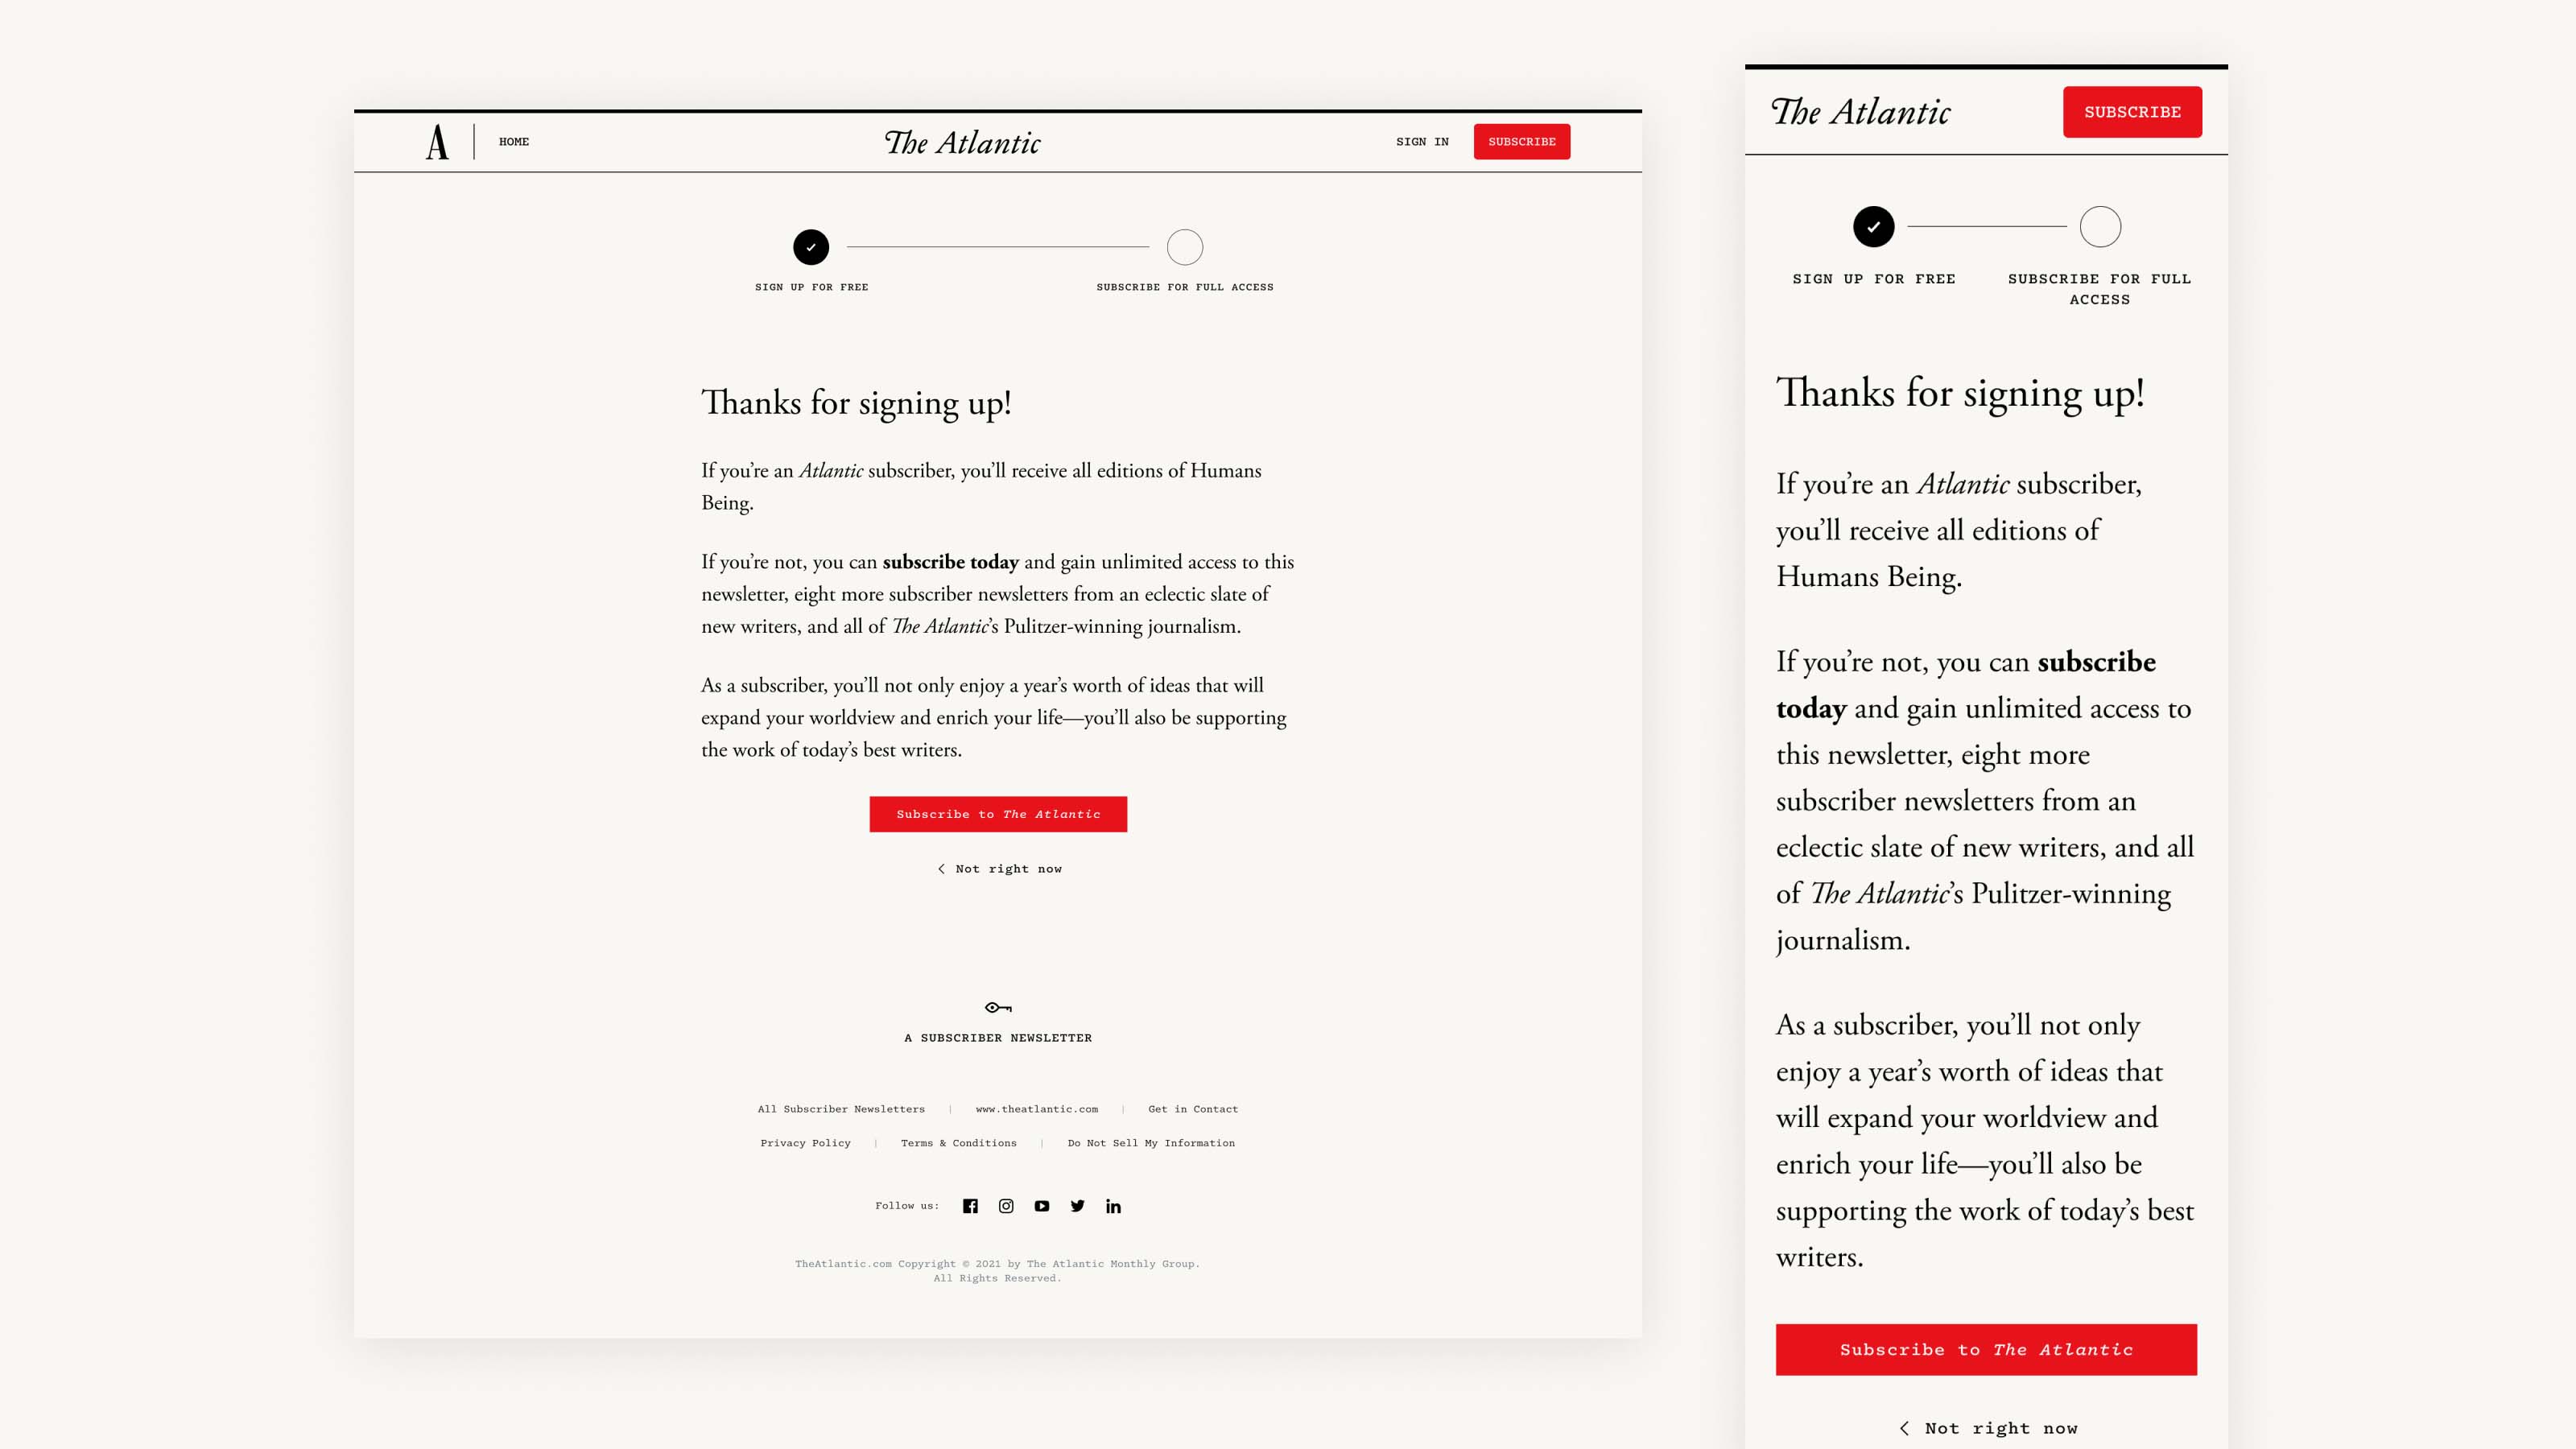 A
HOME
The Atlantic
SIGN IN
SUBSCRIBE
SIGN UP FOR FREE
SUBSCRIBE FOR FULL ACCESS
Thanks for signing up!
If you’re an Atlantic subscriber, you’ll receive all editions of Humans
Being.
If you’re not, you can subscribe today and gain unlimited access to this
newsletter, eight more subscriber newsletters from an eclectic slate of
new writers, and all of The Atlantic’s Pulitzer-winning journalism.
As a subscriber, you’ll not only enjoy a year’s worth of ideas that will
expand your worldview and enrich your life—you’ll also be supporting
the work of today’s best writers.
Subscribe to The Atlantic
Not right now
A SUBSCRIBER NEWSLETTER
All Subscriber Newsletters | www.theatlantic.com | Get in Contact
Privacy Policy | Terms & Conditions | Do Not Sell My Information
Follow us:
TheAtlantic.com Copyright © 2021 by The Atlantic Monthly Group.
All Rights Reserved.
The Atlantic
SUBSCRIBE
SIGN UP FOR FREE
SUBSCRIBE FOR FULL
ACCESS
Thanks for signing up!
If you’re an Atlantic subscriber,
you’ll receive all editions of
Humans Being.
If you’re not, you can subscribe
today and gain unlimited access to
this newsletter, eight more
subscriber newsletters from an
eclectic slate of new writers, and all
of The Atlantic’s Pulitzer-winning
journalism.
As a subscriber, you’ll not only
enjoy a year’s worth of ideas that
will expand your worldview and
enrich your life—you’ll also be
supporting the work of today’s best
writers.
Subscribe to The Atlantic
Not right now